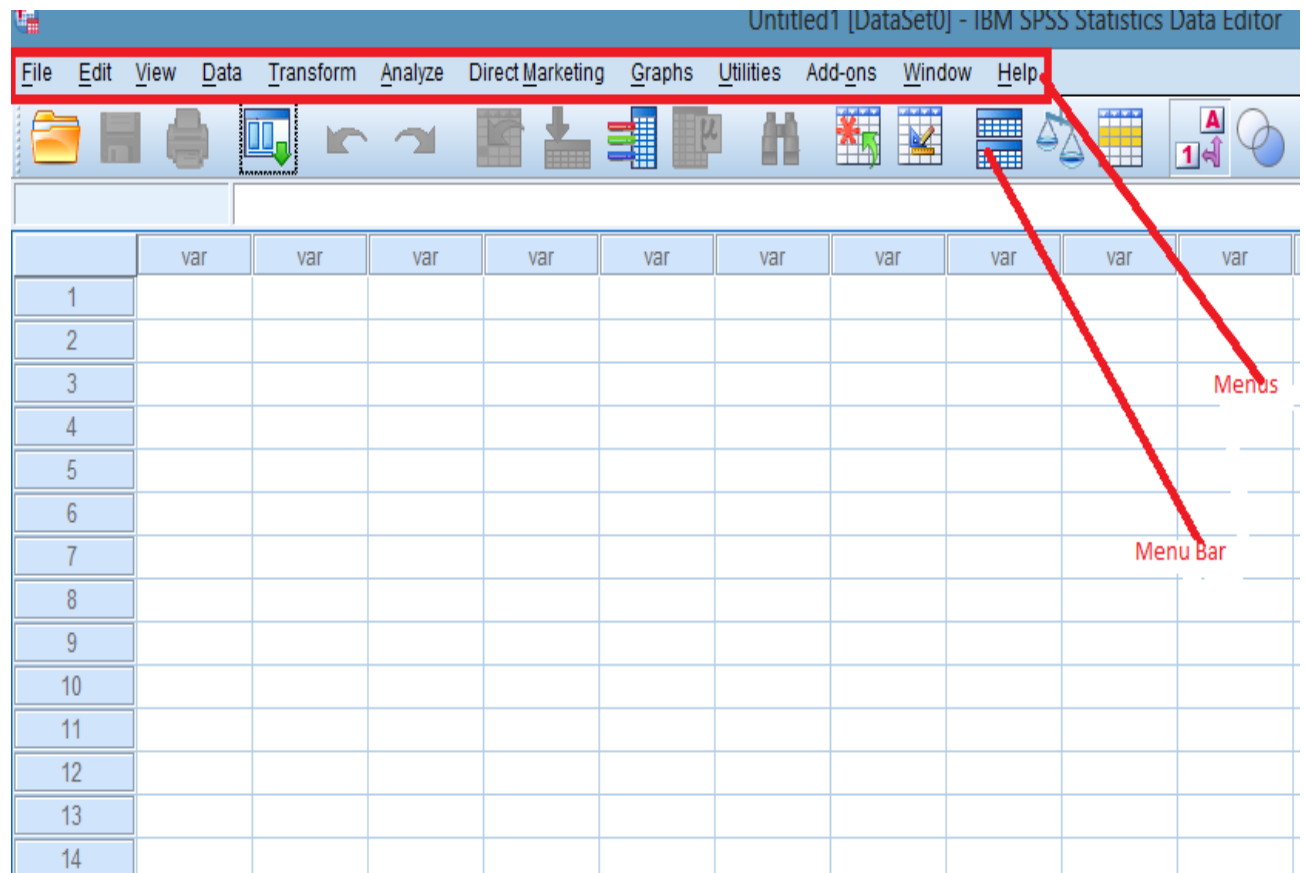 Untitled1 [DataSet0] - IBM SPSS Statistics Data Editor
File Edit View Data Transform Analyze Direct Marketing Graphs Utilities Add-ons Window Help
μ A
1
var var var var var var var var var var
1
2
3 Menus
4
5
6
7 Menu Bar
8
9
10
11
12
13
14